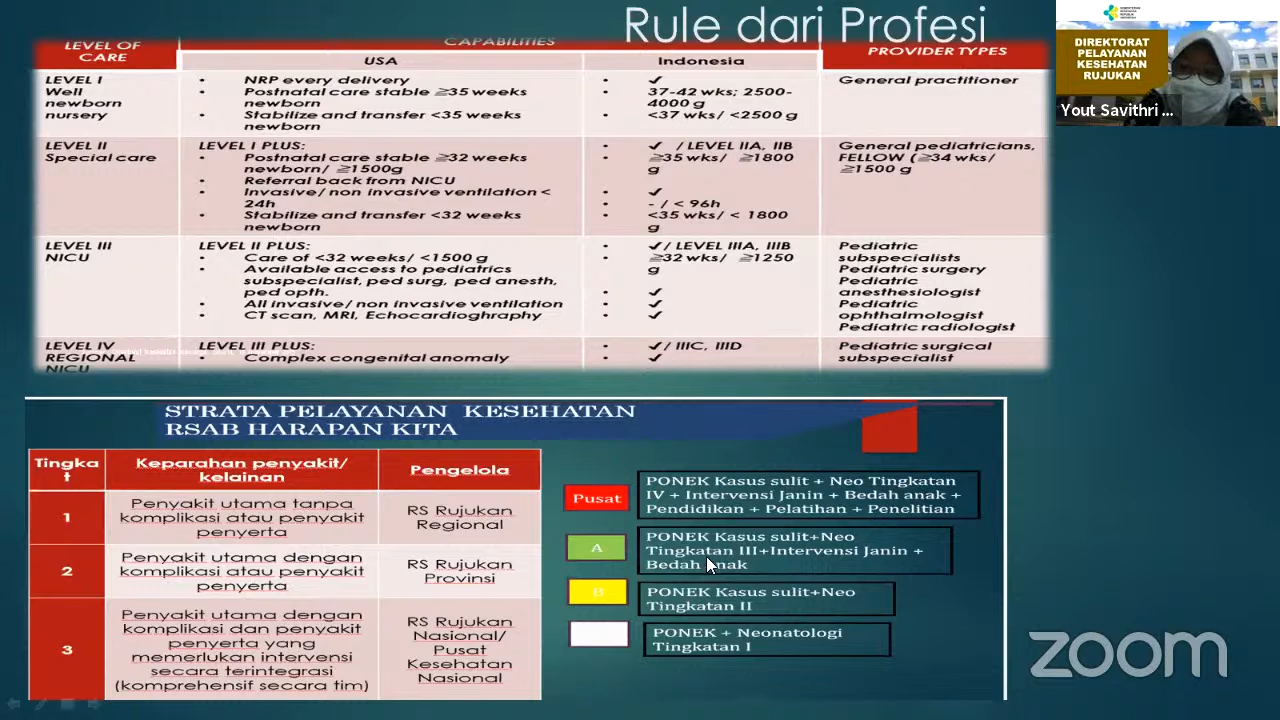 Rule dari Profesi
LEVEL OF
CARE
CAPABILITIES
PROVIDER TYPES
USA
Indonesia
LEVEL I
Well
newborn
nursery
• NRP every delivery
• Postnatal care stable ≧35 weeks
newborn
• Stabilize and transfer <35 weeks
newborn
• ✓
• 37-42 wks; 2500-
4000 g
• <37 wks/ <2500 g
General practitioner
LEVEL II
Special care
LEVEL I PLUS:
• Postnatal care stable ≧32 weeks
newborn/ ≧1500g
• Referral back from NICU
• Invasive/ non invasive ventilation <
24h
• Stabilize and transfer <32 weeks
newborn
• ✓ / LEVEL IIA, IIB
• ≧35 wks/ ≧1800
g
• ✓
• - / < 96h
• <35 wks/ < 1800
g
General pediatricians,
FELLOW (≧34 wks/
≧1500 g
LEVEL III
NICU
LEVEL II PLUS:
• Care of <32 weeks/ <1500 g
• Available access to pediatrics
subspecialist, ped surg, ped anesth,
ped opth.
• All invasive/ non invasive ventilation
• CT scan, MRI, Echocardioghraphy
• ✓/ LEVEL IIIA, IIIB
• ≧32 wks/ ≧1250
g
• ✓
• ✓
Pediatric
subspecialists
Pediatric surgery
Pediatric
anesthesiologist
Pediatric
ophthalmologist
Pediatric radiologist
LEVEL IV
REGIONAL
NICU
LEVEL III PLUS:
• Complex congenital anomaly
• ✓/ IIIC, IIID
• ✓
Pediatric surgical
subspecialist
STRATA PELAYANAN KESEHATAN
RSAB HARAPAN KITA
Tingka
t
Keparahan penyakit/
kelainan
Pengelola
1
Penyakit utama tanpa
komplikasi atau penyakit
penyerta
RS Rujukan
Regional
2
Penyakit utama dengan
komplikasi atau penyakit
penyerta
RS Rujukan
Provinsi
3
Penyakit utama dengan
komplikasi dan penyakit
penyerta yang
memerlukan intervensi
secara terintegrasi
(komprehensif secara tim)
RS Rujukan
Nasional/
Pusat
Kesehatan
Nasional
Pusat
PONEK Kasus sulit + Neo Tingkatan
IV + Intervensi Janin + Bedah anak +
Pendidikan + Pelatihan + Penelitian
A
PONEK Kasus sulit+Neo
Tingkatan III+Intervensi Janin +
Bedah Anak
B
PONEK Kasus sulit+Neo
Tingkatan II
PONEK + Neonatologi
Tingkatan I
DIREKTORAT
PELAYANAN
KESEHATAN
RUJUKAN
Yout Savithri ...
zoom